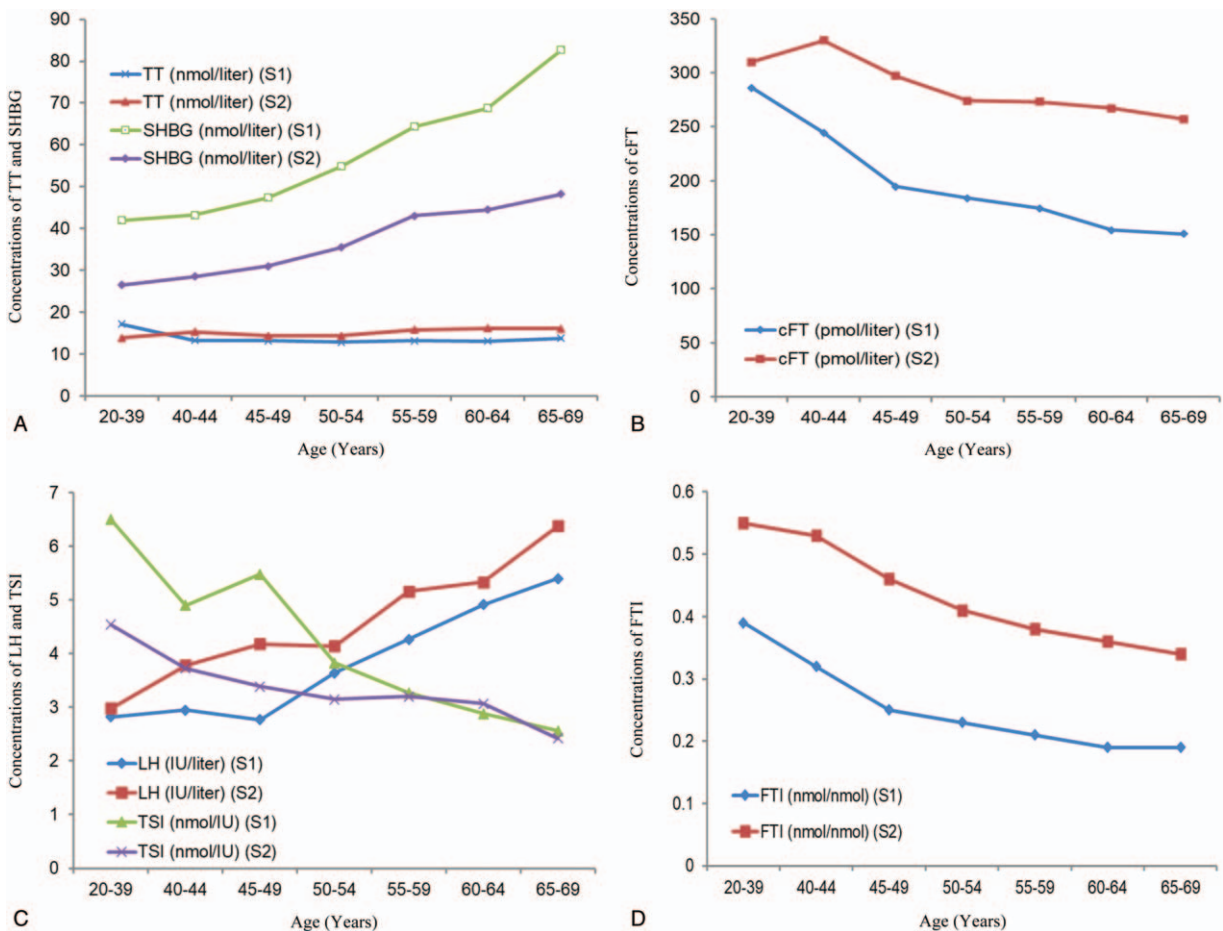 90
80
70
60
50
40
30
20
10
0
Concentrations of TT and SHBG
TT (nmol/liter) (S1)
TT (nmol/liter) (S2)
SHBG (nmol/liter) (S1)
SHBG (nmol/liter) (S2)
20-39 40-44 45-49 50-54 55-59 60-64 65-69
A
Age (Years)
350
300
250
200
150
100
50
0
Concentrations of cFT
cFT (pmol/liter) (S1)
cFT (pmol/liter) (S2)
20-39 40-44 45-49 50-54 55-59 60-64 65-69
B
Age (Years)
7
6
5
4
3
2
1
0
Concentrations of LH and TSI
LH (IU/liter) (S1)
LH (IU/liter) (S2)
TSI (nmol/IU) (S1)
TSI (nmol/IU) (S2)
20-39 40-44 45-49 50-54 55-59 60-64 65-69
C
Age (Years)
0.6
0.5
0.4
0.3
0.2
0.1
0
Concentrations of FTI
FTI (nmol/nmol) (S1)
FTI (nmol/nmol) (S2)
20-39 40-44 45-49 50-54 55-59 60-64 65-69
D
Age (Years)